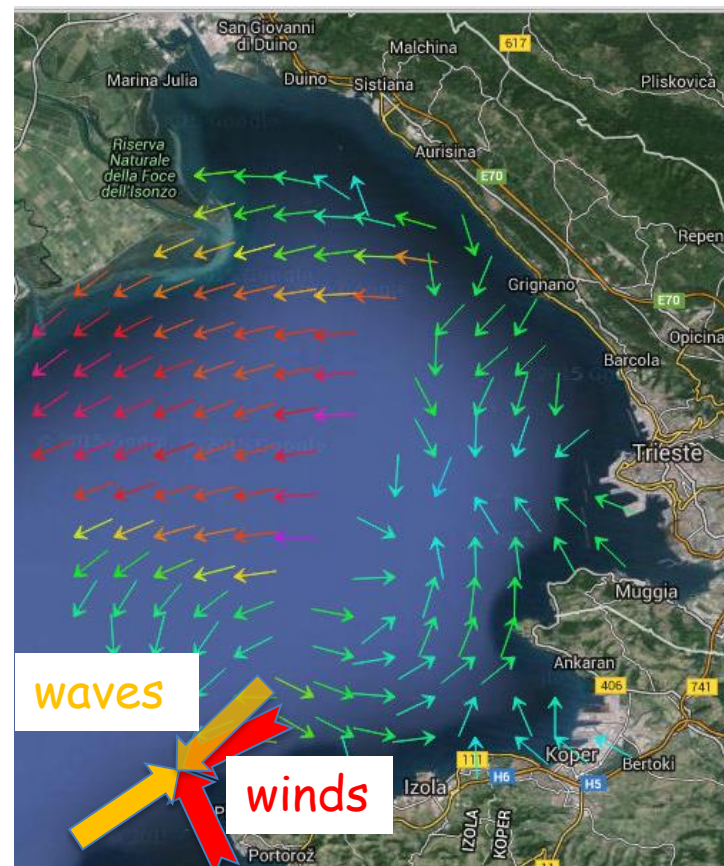 San Giovanni
di Duino
Malchina
617
Marina Julia
Duino
Sistiana
Pliskovica
Riserva
Naturale
della Foce
dell'Isonzo
Aurisina
E70
Repen
Grignano
E70
Opicina
Barcola
Trieste
Muggia
Ankaran
406
741
waves
winds
111
Koper
Bertoki
Izola
H6
H5
IZOLA
KOPER
P
Portorož
11